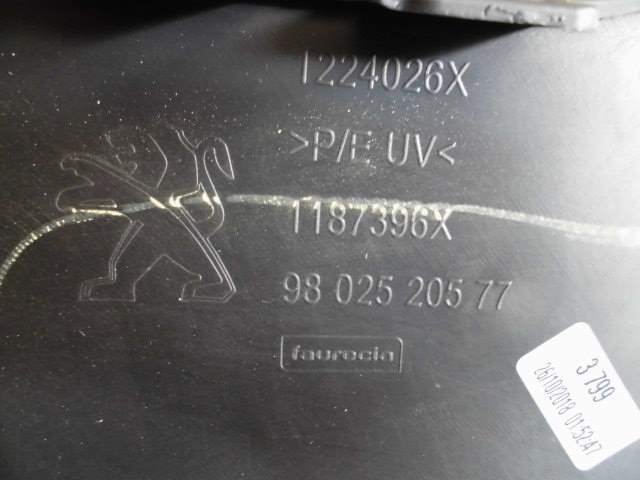 1224026X
>P/E UV<
1187396X
98 025 205 77
faurecia
3 799
26/10/2018 01:52:47